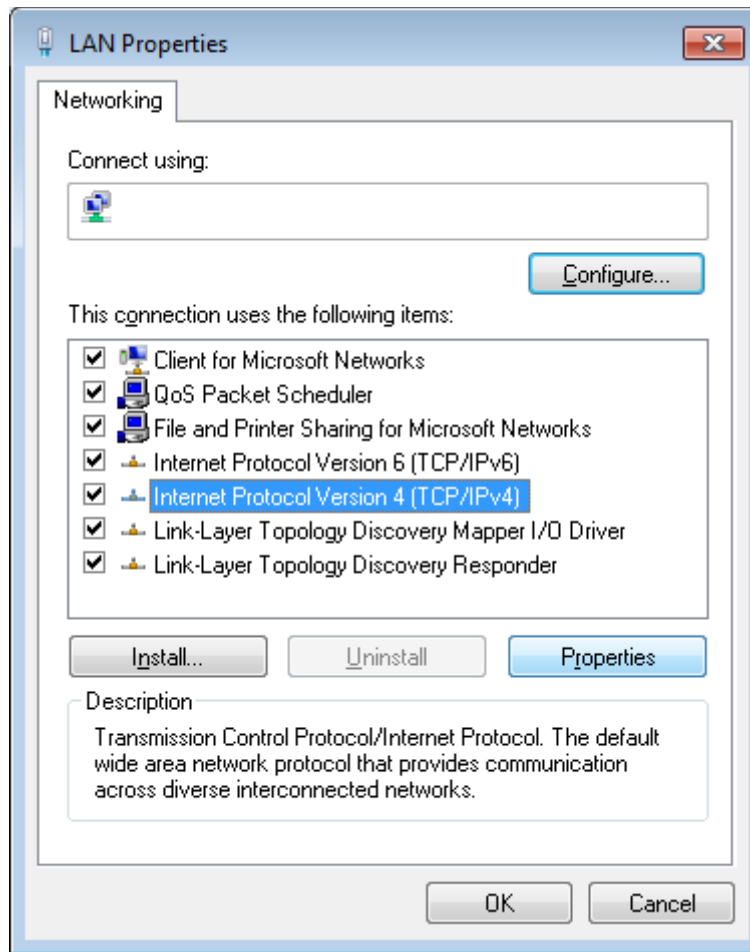 LAN Properties
Networking
Connect using:
Configure...
This connection uses the following items:
Client for Microsoft Networks
QoS Packet Scheduler
File and Printer Sharing for Microsoft Networks
Internet Protocol Version 6 (TCP/IPv6)
Internet Protocol Version 4 (TCP/IPv4)
Link-Layer Topology Discovery Mapper I/O Driver
Link-Layer Topology Discovery Responder
Install... Uninstall Properties
Description
Transmission Control Protocol/Internet Protocol. The default
wide area network protocol that provides communication
across diverse interconnected networks.
OK Cancel